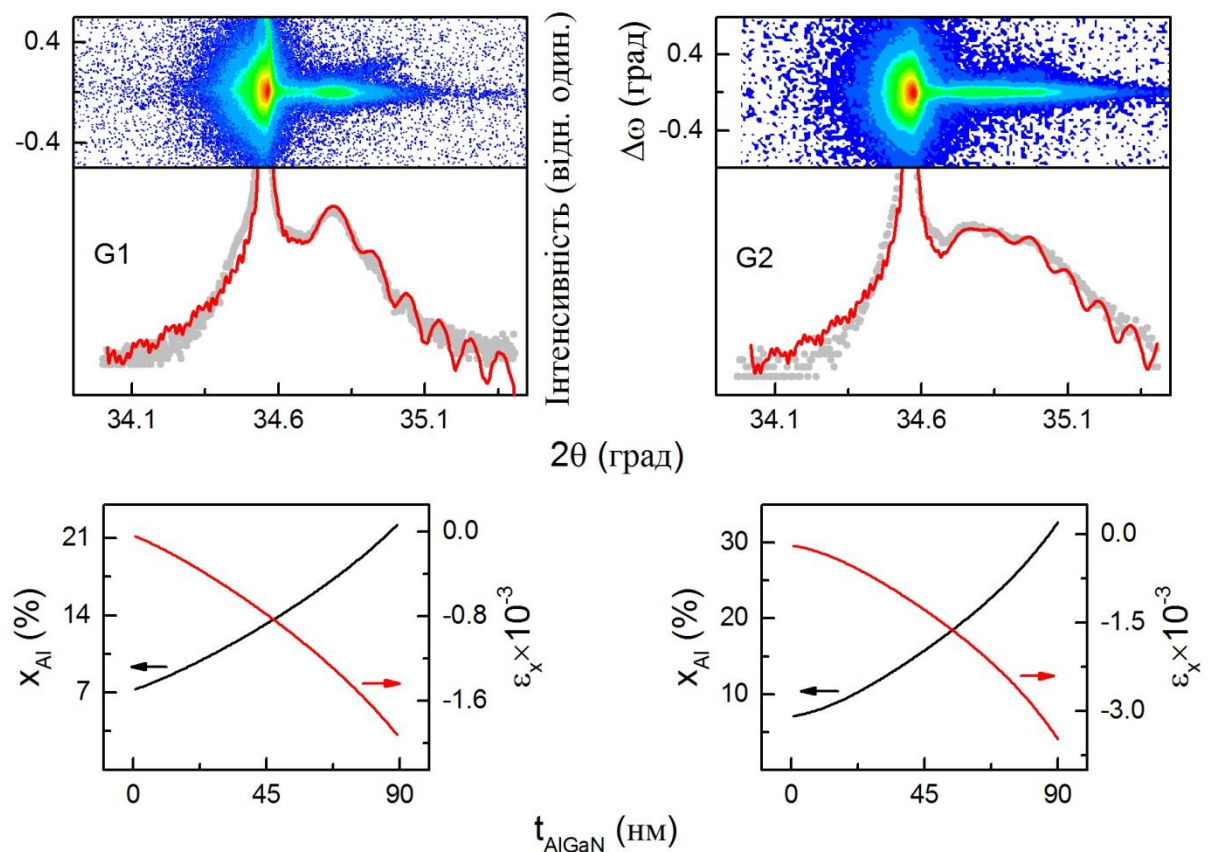 0.4
-0.4
Інтенсивність (відн. один.)
Δω (град)
0.4
-0.4
G1
G2
34.1 34.6 35.1
34.1 34.6 35.1
2θ (град)
21
14
7
x_Al (%)
0.0
-0.8
-1.6
ε_x×10⁻³
0 45 90
30
20
10
x_Al (%)
0.0
-1.5
-3.0
ε_x×10⁻³
0 45 90
t_AlGaN (нм)